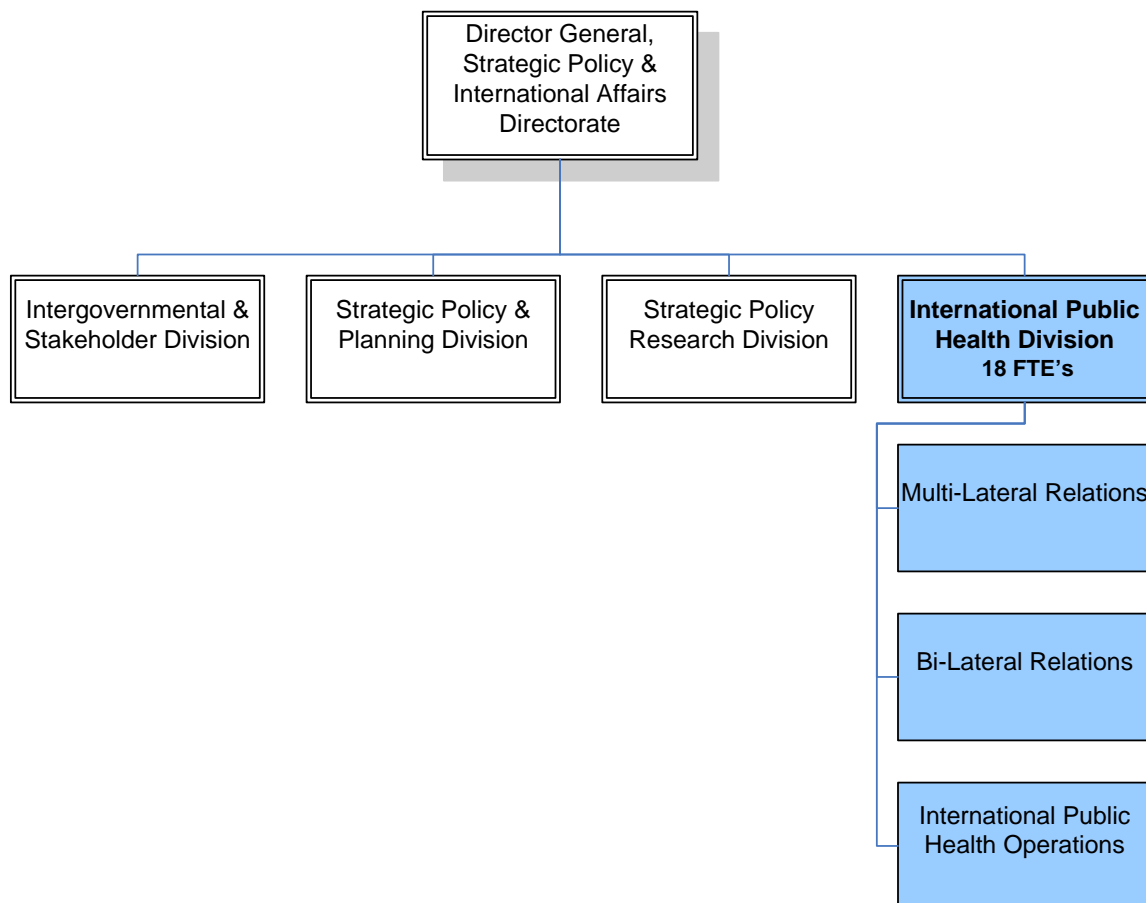 Director General,
Strategic Policy &
International Affairs
Directorate
Intergovernmental &
Stakeholder Division
Strategic Policy &
Planning Division
Strategic Policy
Research Division
International Public
Health Division
18 FTE's
Multi-Lateral Relations
Bi-Lateral Relations
International Public
Health Operations